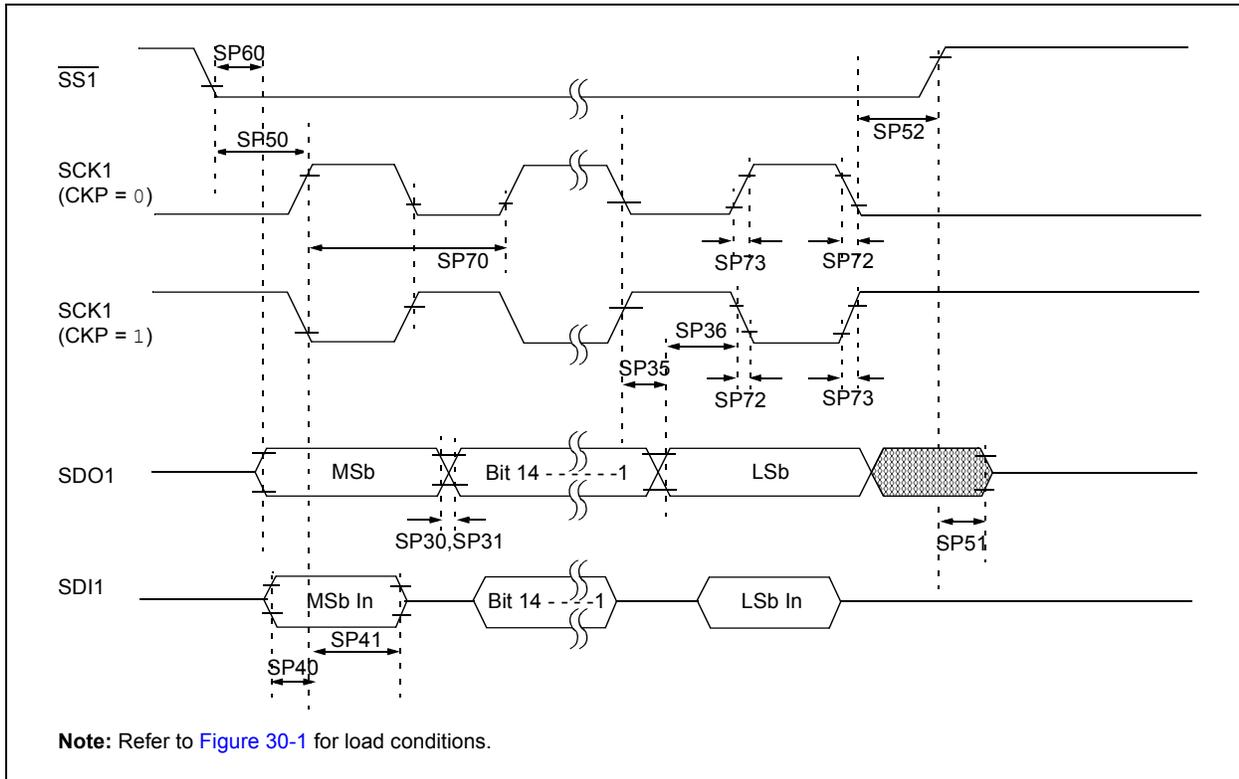 SP60
SS1
SP52
SP50
SCK1
(CKP = 0)
SP73
SP72
SP70
SCK1
(CKP = 1)
SP36
SP35
SP72
SP73
SDO1
MSb
Bit 14 - - - - - -1
LSb
SP30,SP31
SP51
SDI1
MSb In
Bit 14 - - - - -1
LSb In
SP41
SP40
Note: Refer to Figure 30-1 for load conditions.